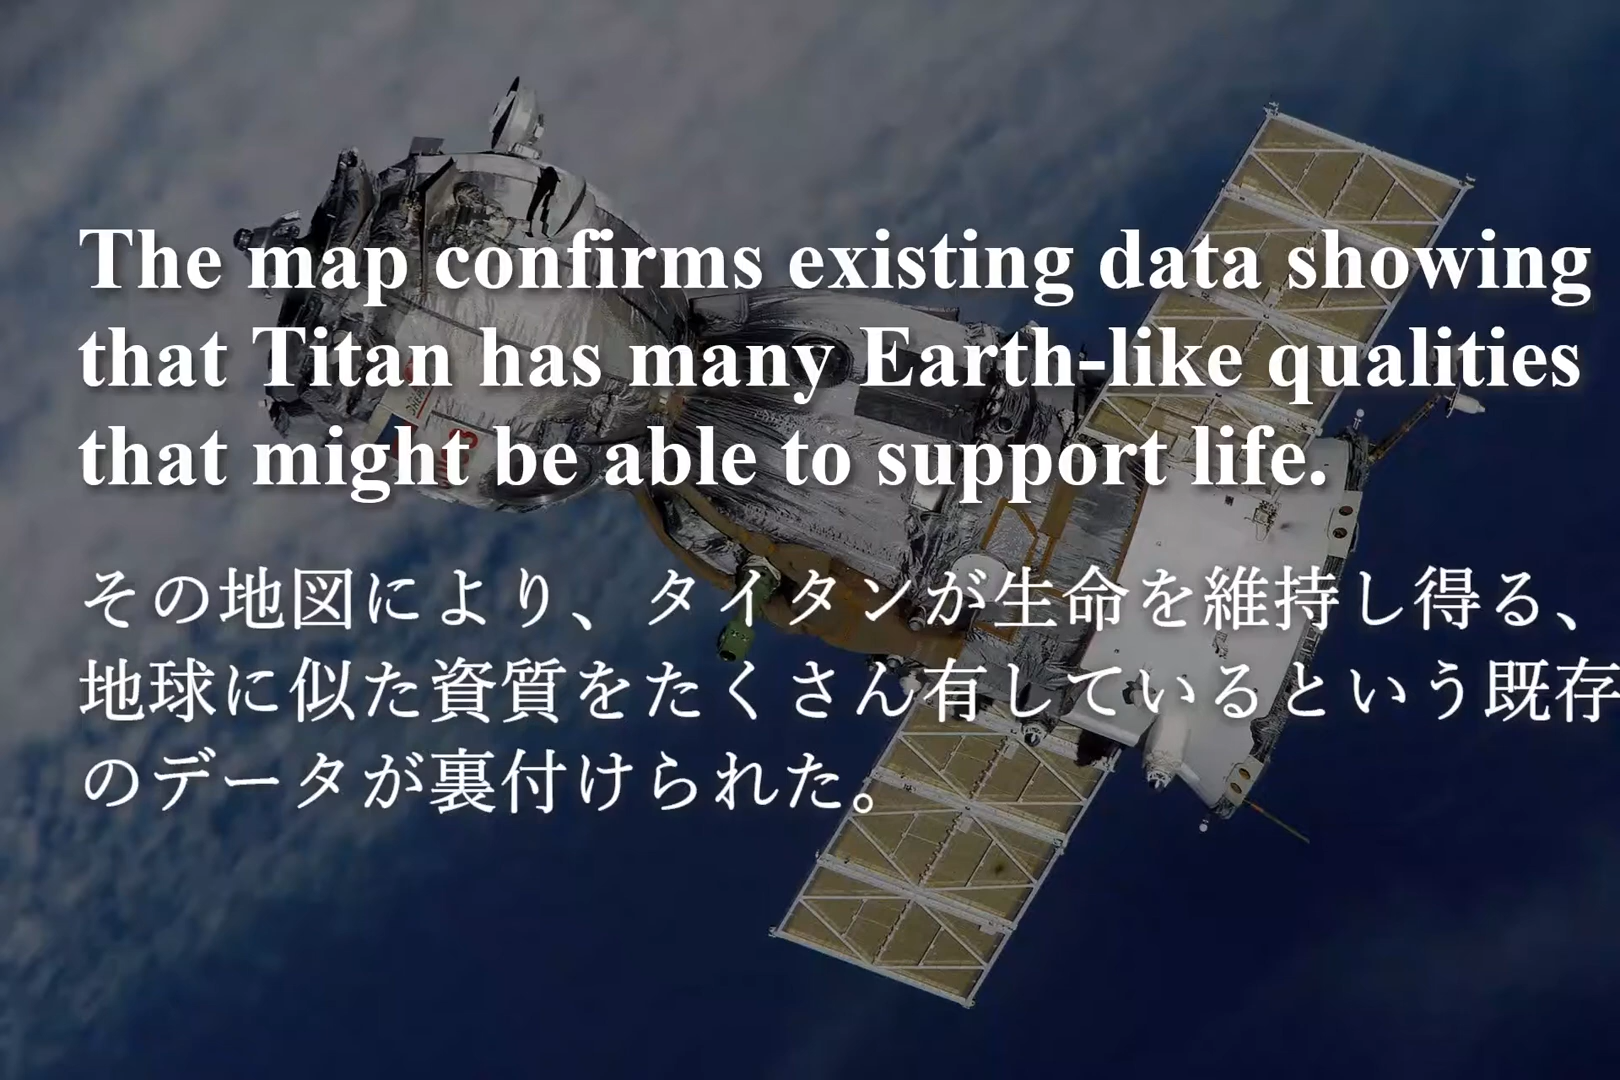 The map confirms existing data showing
that Titan has many Earth-like qualities
that might be able to support life.
その地図により、タイタンが生命を維持し得る、
地球に似た資質をたくさん有しているという既存
のデータが裏付けられた。